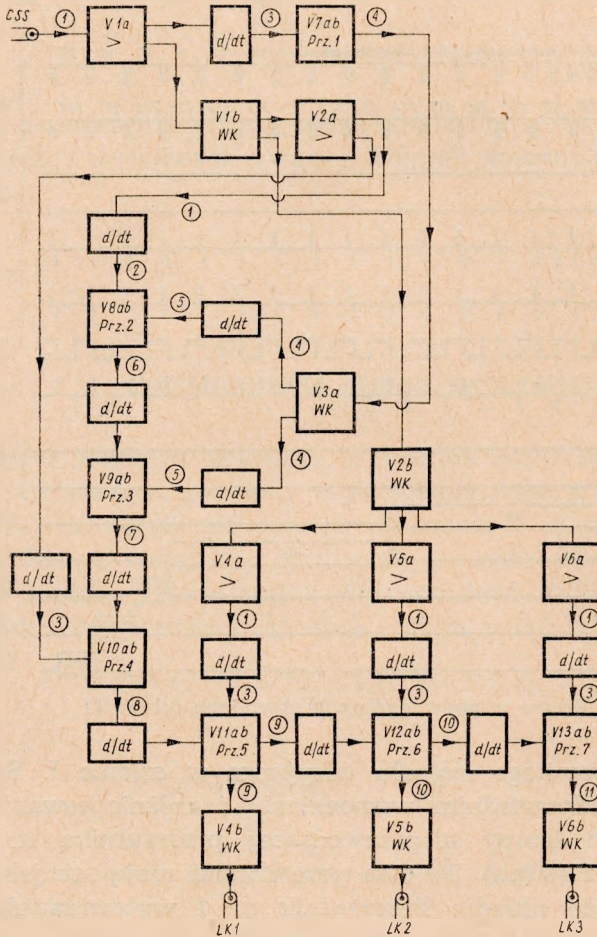 CSS
① V1a > d/dt ③ V7ab Prz.1 ④
V1b WK V2a >
①
d/dt
②
V8ab Prz.2 ⑤ d/dt ④
⑥ V3a WK
d/dt
④
V9ab Prz.3 ⑤ d/dt V2b WK
⑦
V4a > V5a > V6a >
d/dt d/dt
③ ① ① ①
V10ab Prz.4 d/dt d/dt d/dt
⑧ ③ ③ ③
d/dt V11ab Prz.5 ⑨ d/dt V12ab Prz.6 ⑩ d/dt V13ab Prz.7
⑨ ⑩ ⑪
V4b WK V5b WK V6b WK
LK1 LK2 LK3